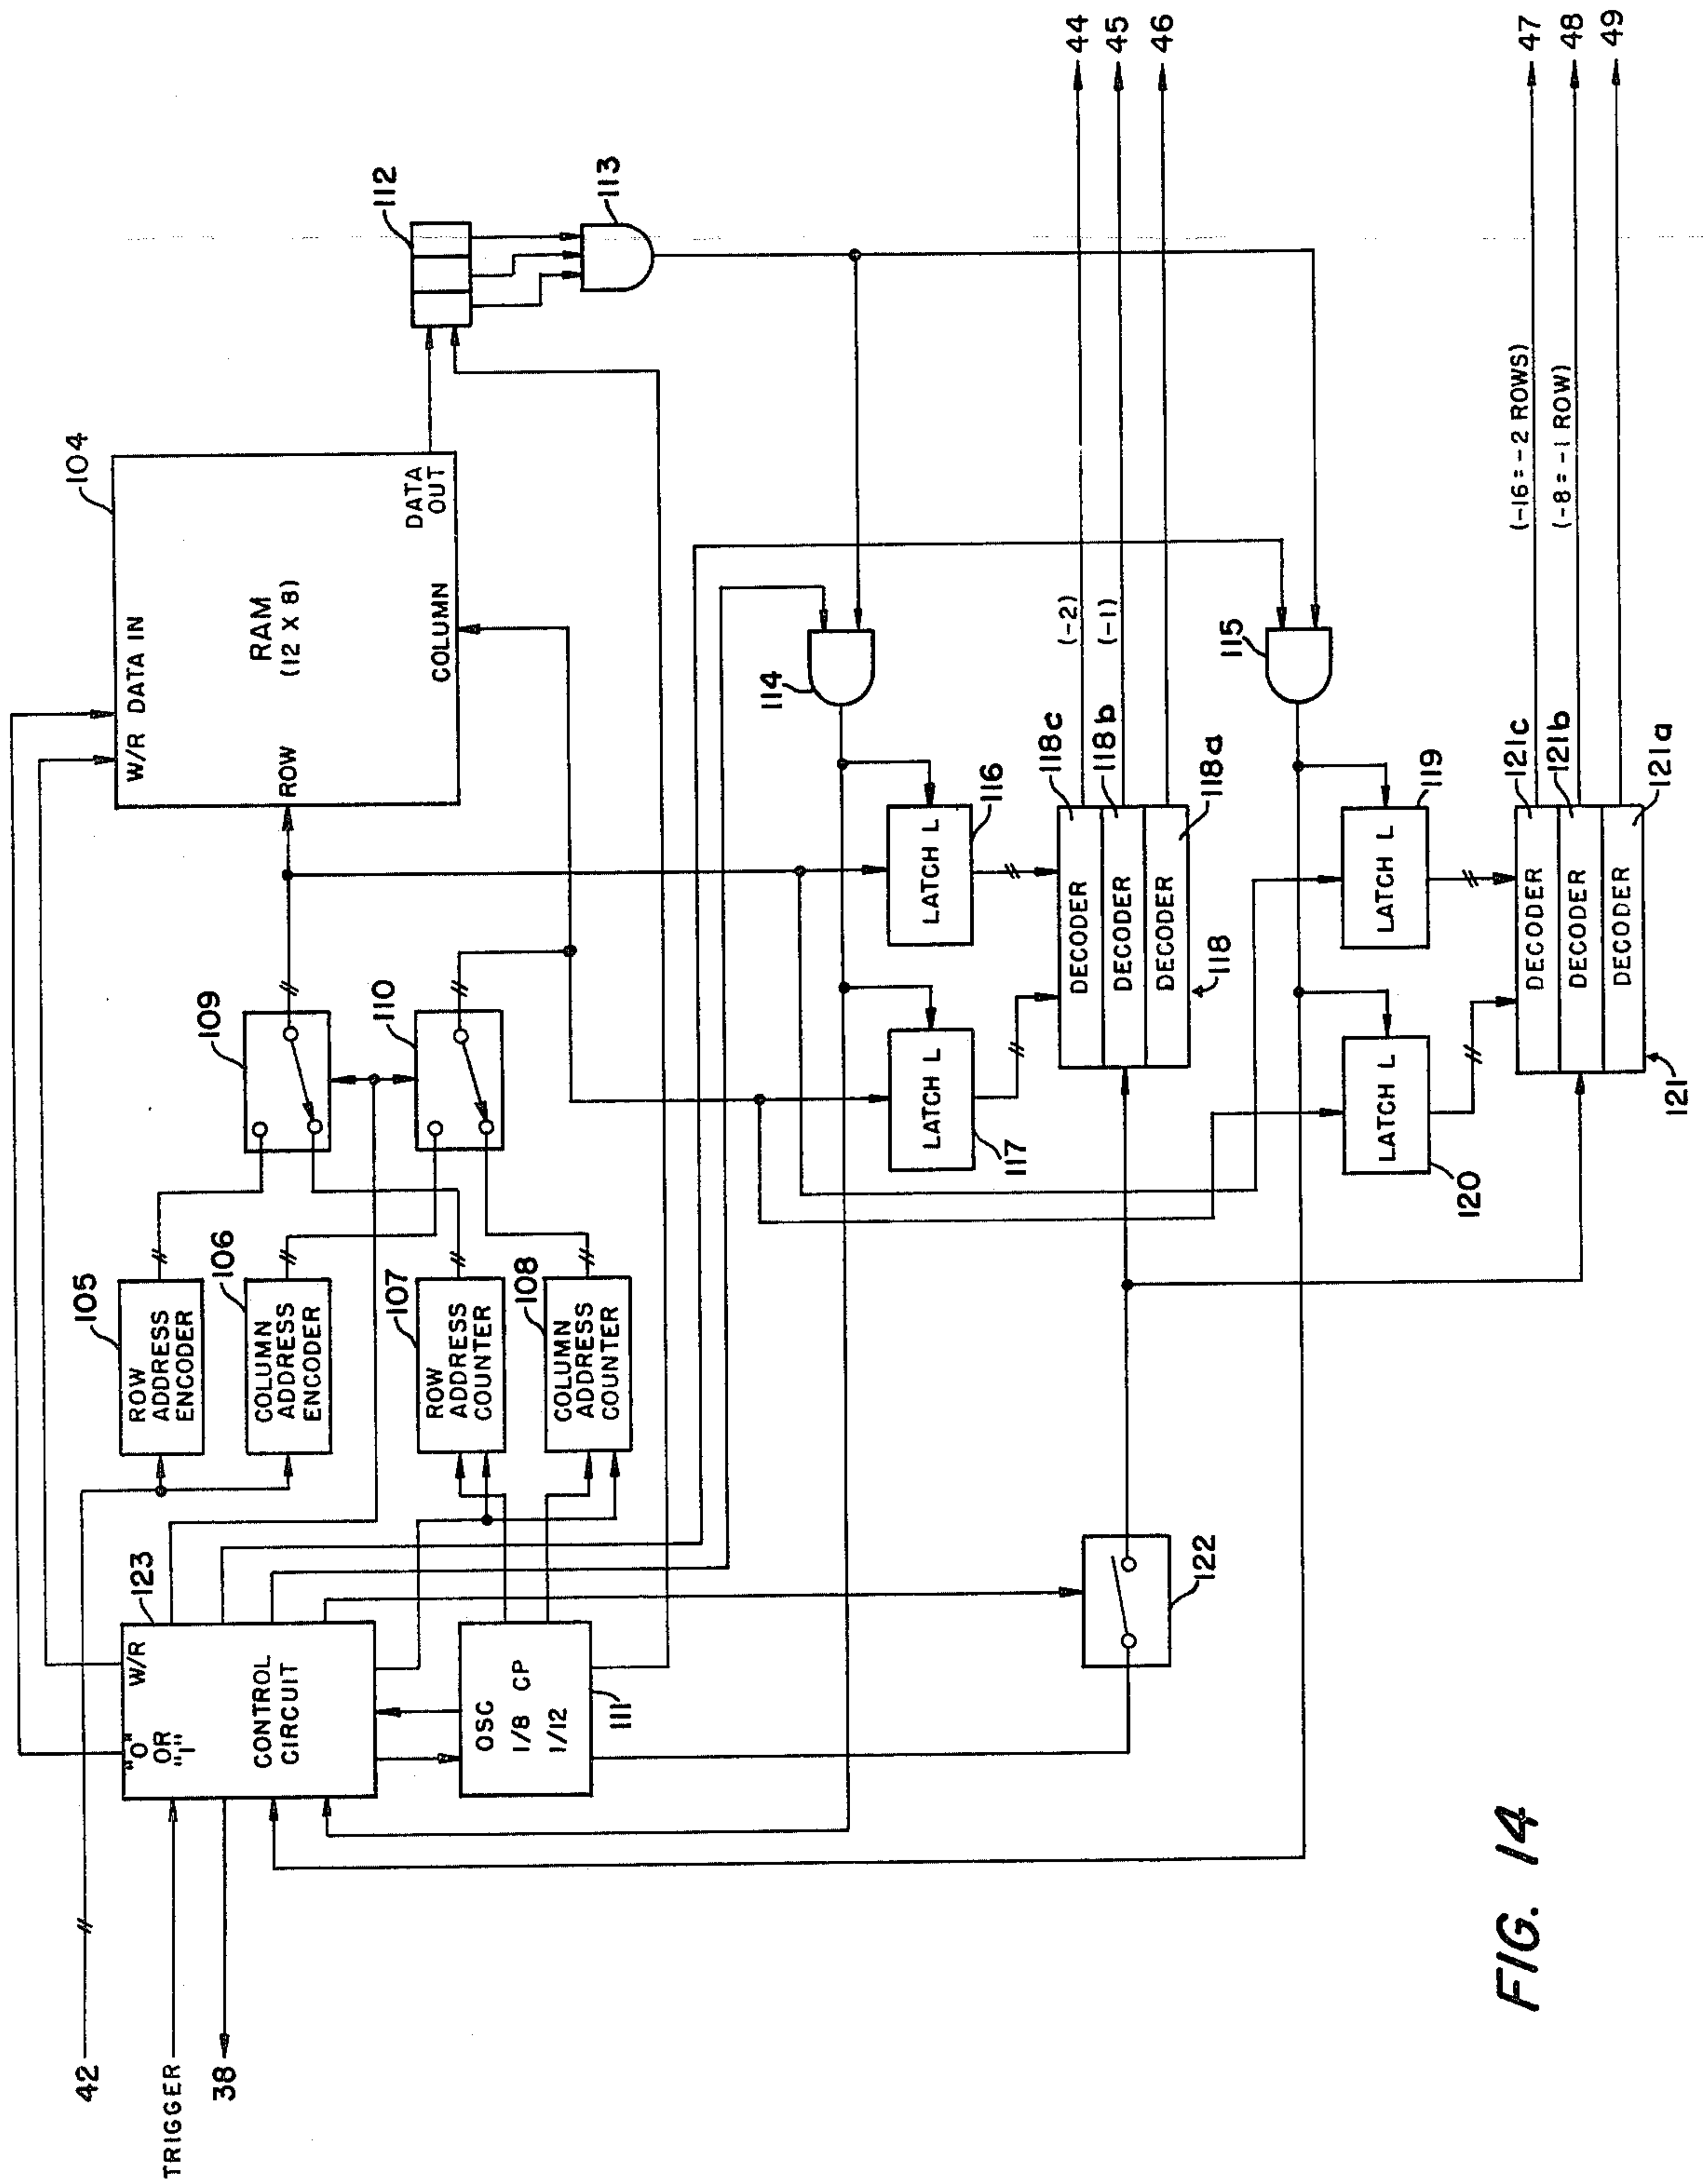 42
TRIGGER
38
"O"
OR
"1"
W/R
CONTROL
CIRCUIT
123
OSC
1/8 CP
1/12
111
105
ROW
ADDRESS
ENCODER
106
COLUMN
ADDRESS
ENCODER
107
ROW
ADDRESS
COUNTER
108
COLUMN
ADDRESS
COUNTER
109
110
104
W/R DATA IN
ROW
RAM
(12 X 8)
COLUMN
DATA
OUT
112
113
114
115
LATCH L
116
LATCH L
117
118c
118b
118a
DECODER
DECODER
DECODER
118
(-2)
(-1)
44
45
46
122
LATCH L
119
LATCH L
120
121c
121b
121a
DECODER
DECODER
DECODER
121
(-16 = -2 ROWS)
(-8 = -1 ROW)
47
48
49
FIG. 14